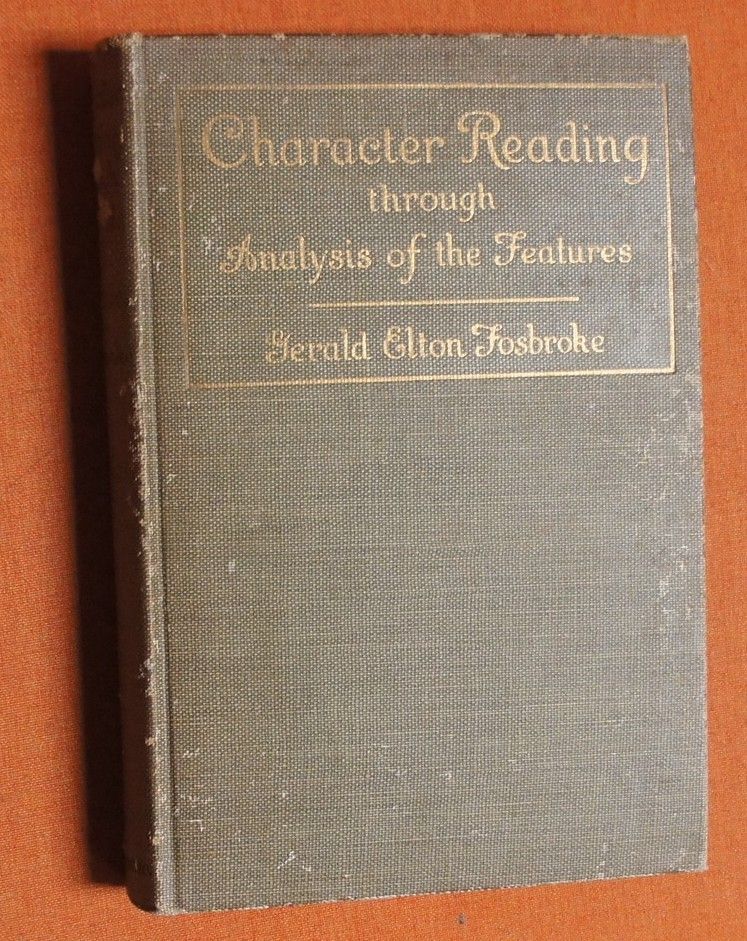 Character Reading
through
Analysis of the Features
Gerald Elton Fosbroke